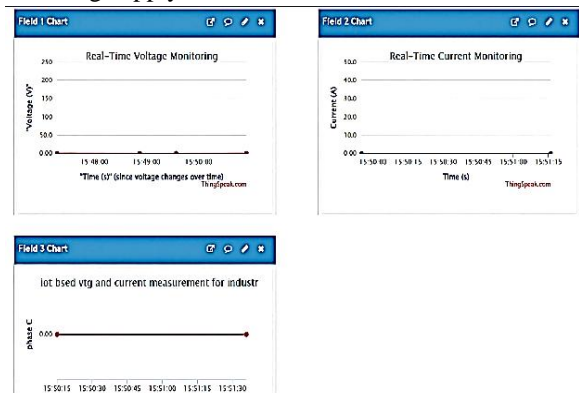 Field 1 Chart
Real-Time Voltage Monitoring
250
200
150
100
50.0
0.00
"Voltage (V)"
15:48:00 15:49:00 15:50:00
"Time (s)" (since voltage changes over time)
ThingSpeak.com
Field 2 Chart
Real-Time Current Monitoring
50.0
40.0
30.0
20.0
10.0
0.00
Current (A)
15:50:00 15:50:15 15:50:30 15:50:45 15:51:00 15:51:15
Time (s)
ThingSpeak.com
Field 3 Chart
iot bsed vtg and current measurement for industr
phase C
0.00
15:50:15 15:50:30 15:50:45 15:51:00 15:51:15 15:51:30